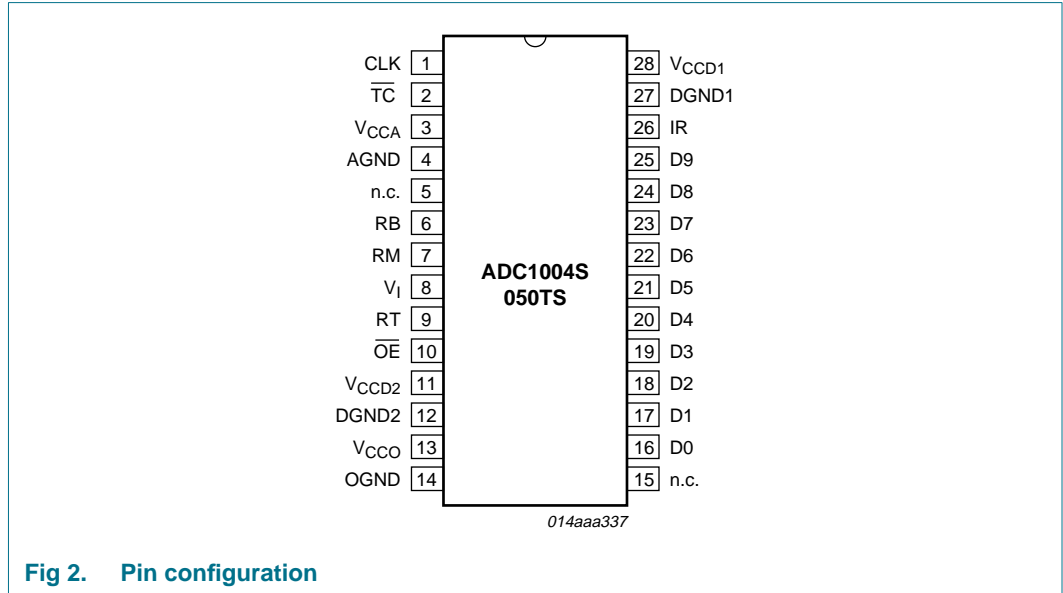 CLK 1
TC 2
VCCA 3
AGND 4
n.c. 5
RB 6
RM 7
VI 8
RT 9
OE 10
VCCD2 11
DGND2 12
VCCO 13
OGND 14
ADC1004S
050TS
28 VCCD1
27 DGND1
26 IR
25 D9
24 D8
23 D7
22 D6
21 D5
20 D4
19 D3
18 D2
17 D1
16 D0
15 n.c.
014aaa337
Fig 2. Pin configuration